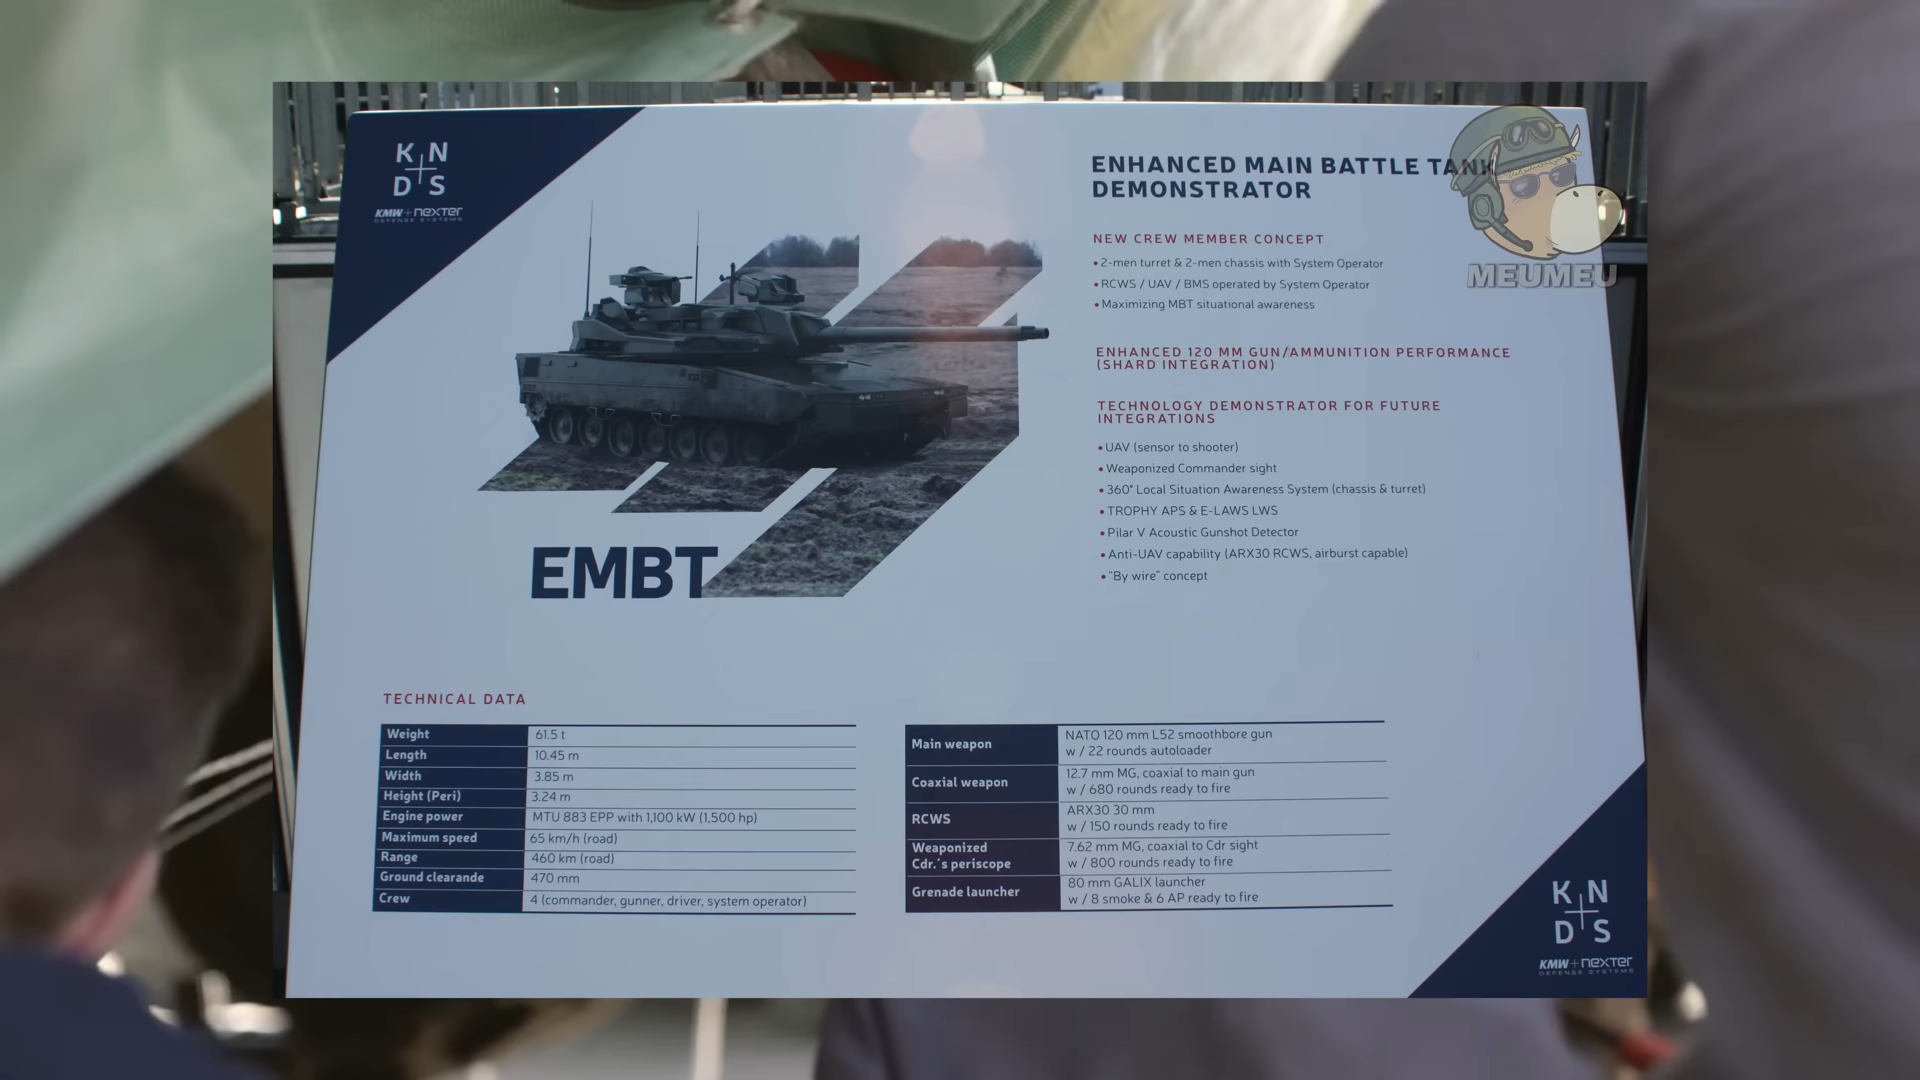 K N
D S
KMW + nexter
DEFENSE SYSTEMS
ENHANCED MAIN BATTLE TANK
DEMONSTRATOR
MEUMEU
NEW CREW MEMBER CONCEPT
• 2-men turret & 2-men chassis with System Operator
• RCWS / UAV / BMS operated by System Operator
• Maximizing MBT situational awareness
ENHANCED 120 MM GUN/AMMUNITION PERFORMANCE
(SHARD INTEGRATION)
TECHNOLOGY DEMONSTRATOR FOR FUTURE
INTEGRATIONS
• UAV (sensor to shooter)
• Weaponized Commander sight
• 360° Local Situation Awareness System (chassis & turret)
• TROPHY APS & E-LAWS LWS
• Pilar V Acoustic Gunshot Detector
• Anti-UAV capability (ARX30 RCWS, airburst capable)
• "By wire" concept
EMBT
TECHNICAL DATA
Weight 61.5 t
Length 10.45 m
Width 3.85 m
Height (Peri) 3.24 m
Engine power MTU 883 EPP with 1,100 kW (1,500 hp)
Maximum speed 65 km/h (road)
Range 460 km (road)
Ground clearande 470 mm
Crew 4 (commander, gunner, driver, system operator)
Main weapon NATO 120 mm L52 smoothbore gun
w / 22 rounds autoloader
Coaxial weapon 12.7 mm MG, coaxial to main gun
w / 680 rounds ready to fire
RCWS ARX30 30 mm
w / 150 rounds ready to fire
Weaponized 7.62 mm MG, coaxial to Cdr sight
Cdr.´s periscope w / 800 rounds ready to fire
Grenade launcher 80 mm GALIX launcher
w / 8 smoke & 6 AP ready to fire
K N
D S
KMW + nexter
DEFENSE SYSTEMS